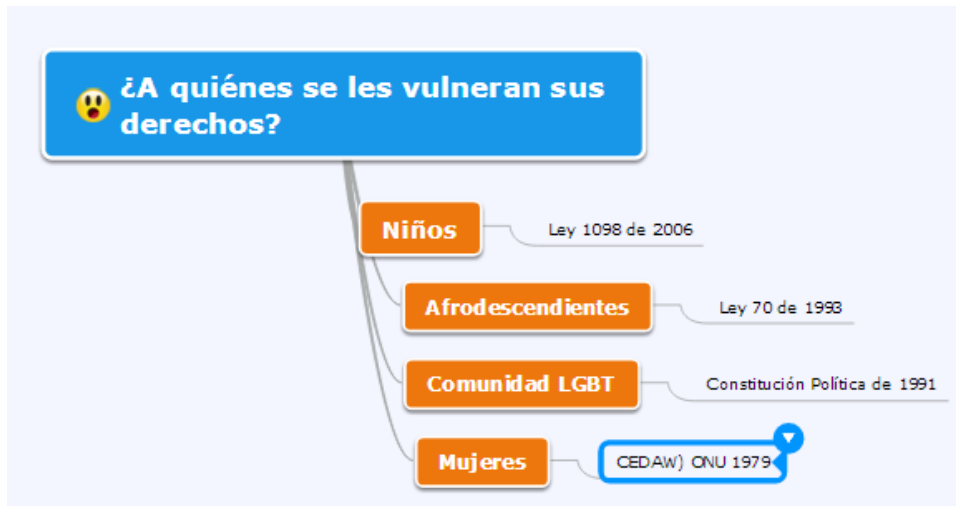 ¿A quiénes se les vulneran sus
derechos?
Niños
Ley 1098 de 2006
Afrodescendientes
Ley 70 de 1993
Comunidad LGBT
Constitución Política de 1991
Mujeres
CEDAW) ONU 1979